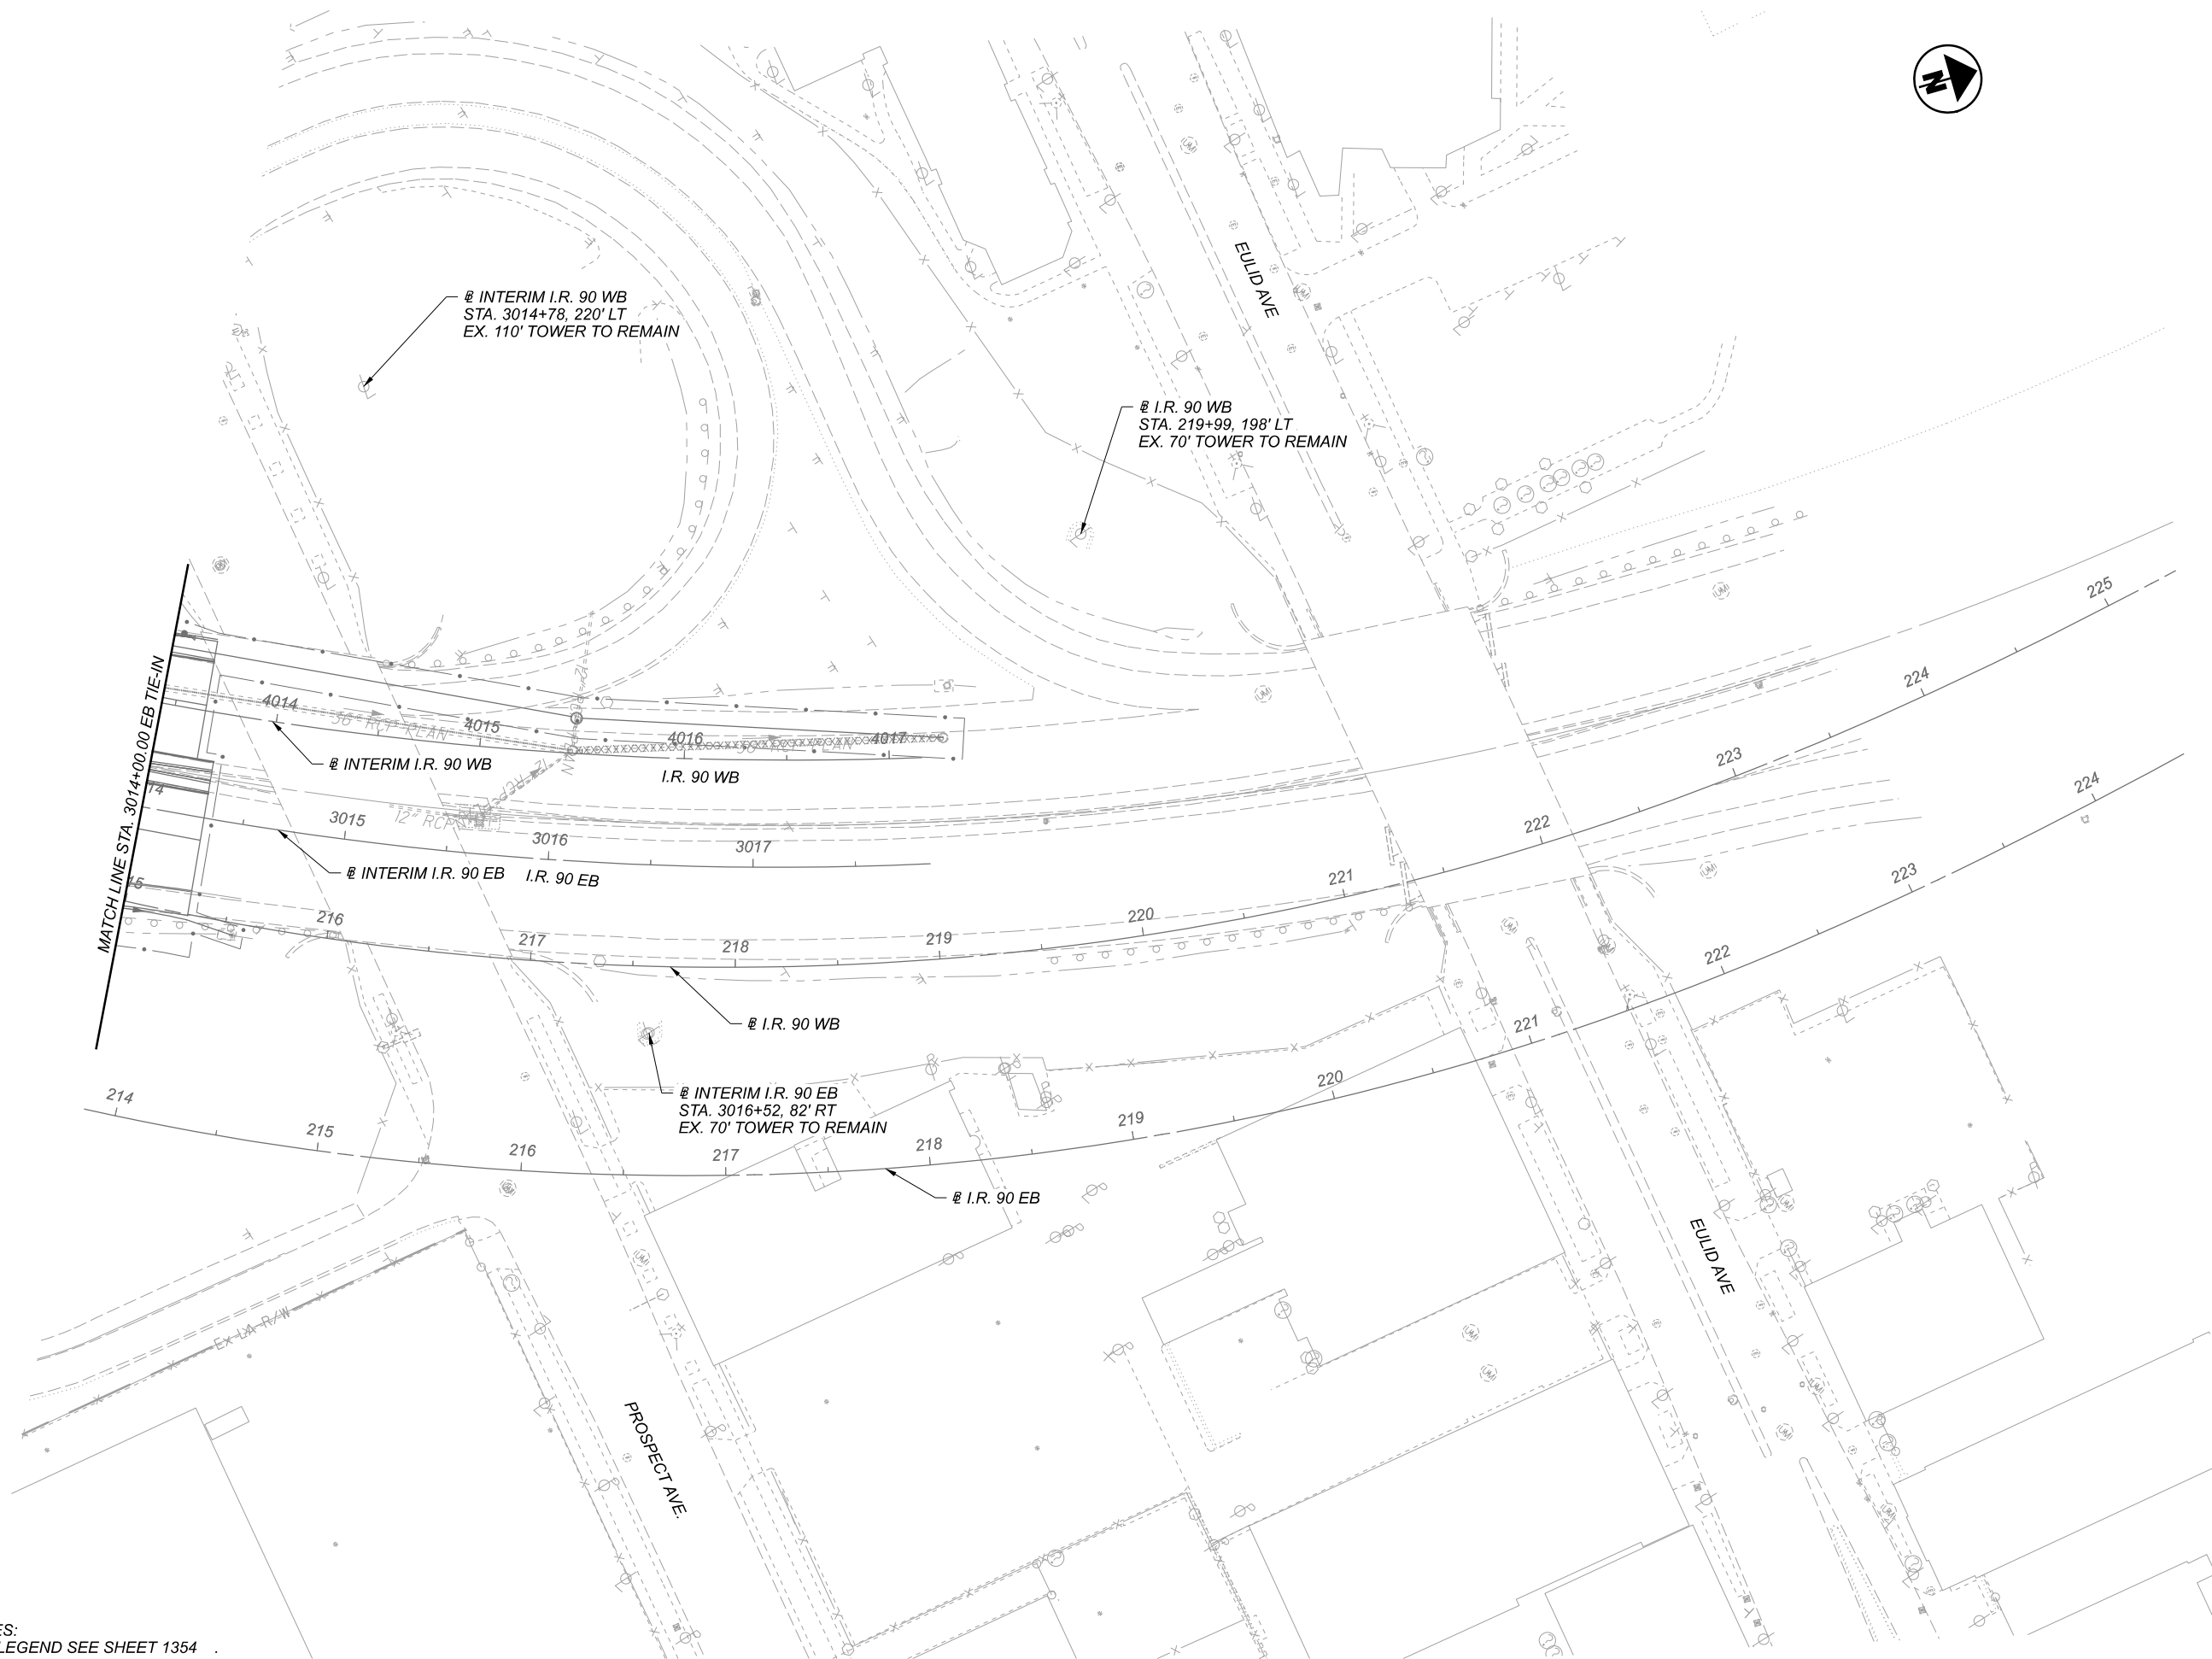 N
EULID AVE
℄ INTERIM I.R. 90 WB
STA. 3014+78, 220' LT
EX. 110' TOWER TO REMAIN
℄ I.R. 90 WB
STA. 219+99, 198' LT
EX. 70' TOWER TO REMAIN
MATCH LINE STA. 3014+00.00 EB TIE-IN
4014
4015
4016
4017
℄ INTERIM I.R. 90 WB
I.R. 90 WB
12" RCP
3015
3016
3017
℄ INTERIM I.R. 90 EB
I.R. 90 EB
216
217
218
219
220
221
222
223
224
225
℄ I.R. 90 WB
℄ INTERIM I.R. 90 EB
STA. 3016+52, 82' RT
EX. 70' TOWER TO REMAIN
214
215
216
217
218
219
220
221
222
223
224
℄ I.R. 90 EB
EULID AVE
Ex LA R/W
PROSPECT AVE.
ES:
LEGEND SEE SHEET 1354 .